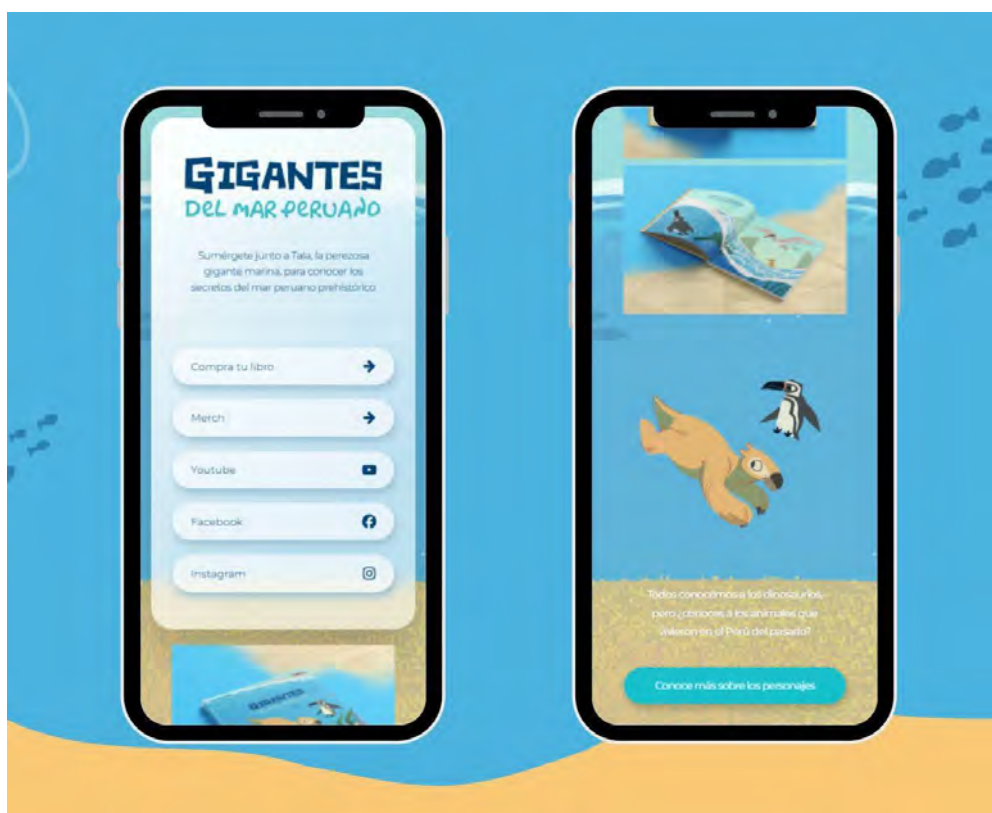 GIGANTES
DEL MAR PERUANO
Sumérgete junto a Taia, la perezosa
gigante marina, para conocer los
secretos del mar peruano prehistórico
Compra tu libro
Merch
Youtube
Facebook
Instagram
GIGANTES
Todos conocemos a los dinosaurios,
pero ¿conoces a los animales que
vivieron en el Perú del pasado?
Conoce más sobre los personajes